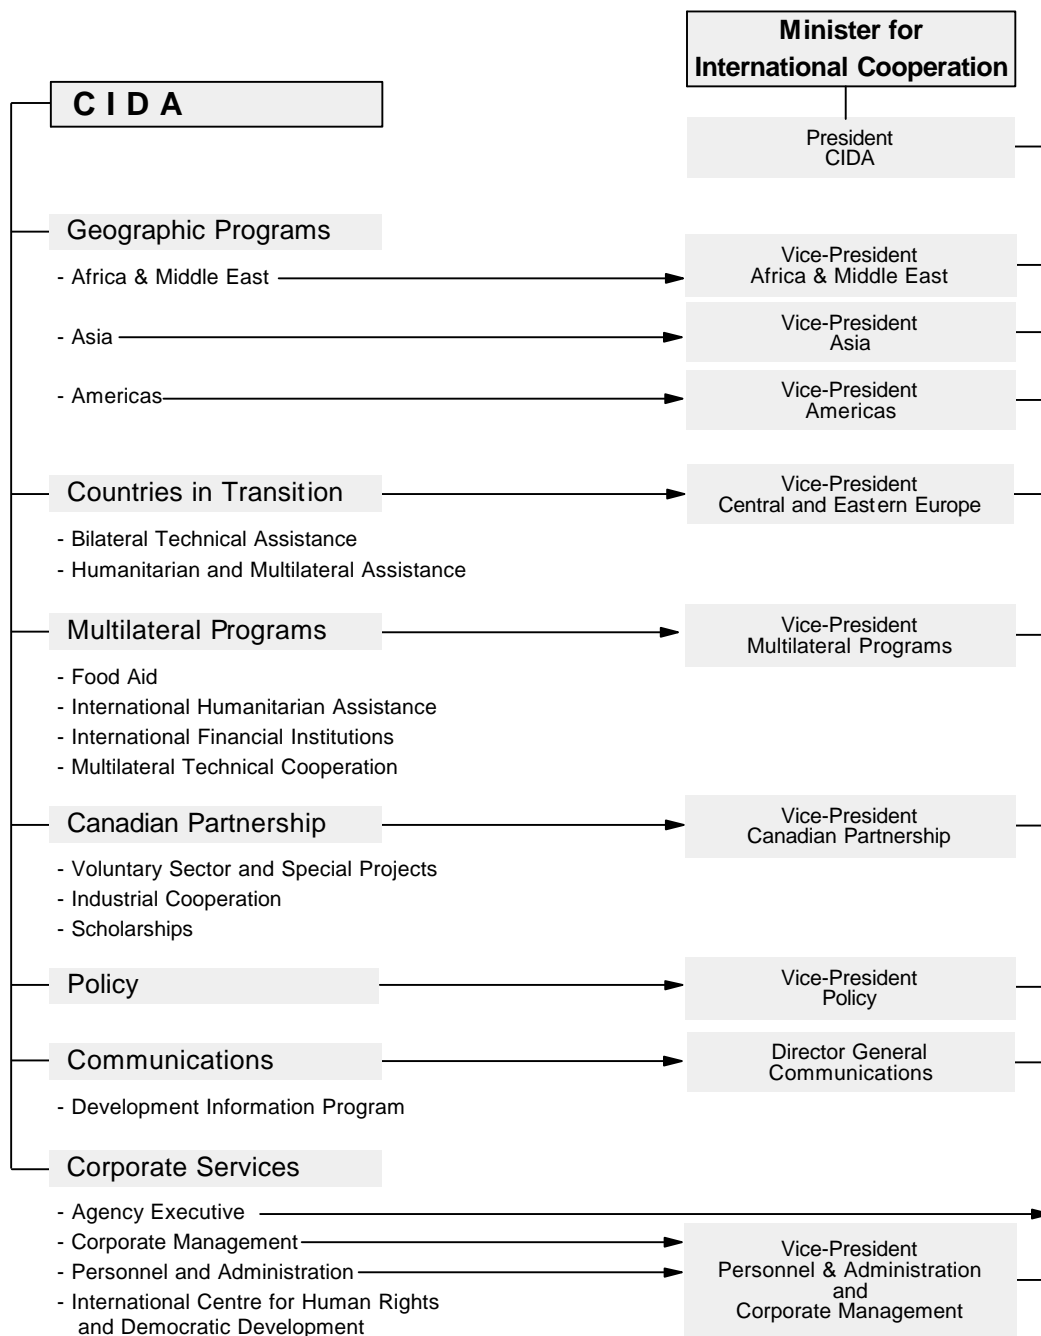 Minister for
International Cooperation
C I D A
President
CIDA
Geographic Programs
- Africa & Middle East
Vice-President
Africa & Middle East
- Asia
Vice-President
Asia
- Americas
Vice-President
Americas
Countries in Transition
Vice-President
Central and Eastern Europe
- Bilateral Technical Assistance
- Humanitarian and Multilateral Assistance
Multilateral Programs
Vice-President
Multilateral Programs
- Food Aid
- International Humanitarian Assistance
- International Financial Institutions
- Multilateral Technical Cooperation
Canadian Partnership
Vice-President
Canadian Partnership
- Voluntary Sector and Special Projects
- Industrial Cooperation
- Scholarships
Policy
Vice-President
Policy
Communications
Director General
Communications
- Development Information Program
Corporate Services
- Agency Executive
- Corporate Management
- Personnel and Administration
- International Centre for Human Rights
and Democratic Development
Vice-President
Personnel & Administration
and
Corporate Management